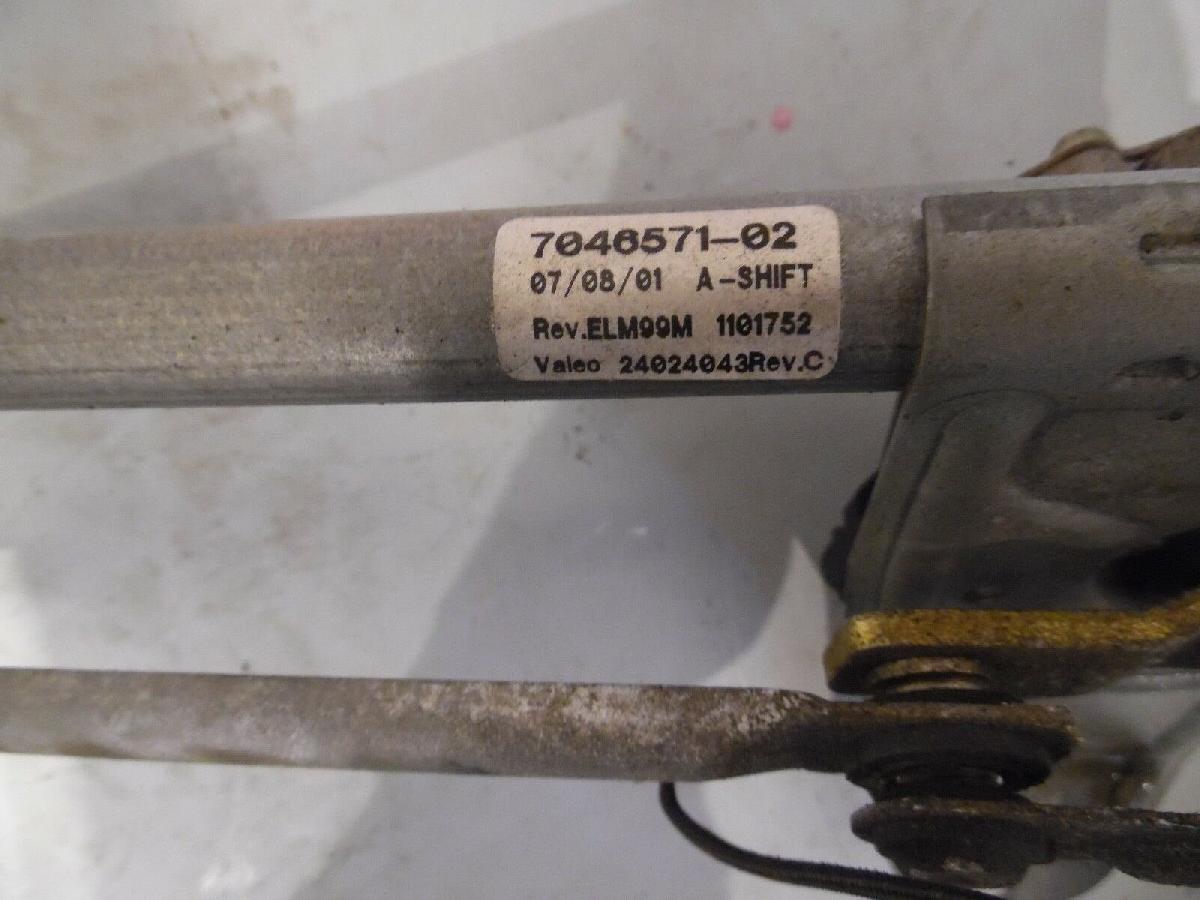 7046571-02
07/08/01 A-SHIFT
Rev.ELM99M 1101752
Valeo 24024043Rev.C